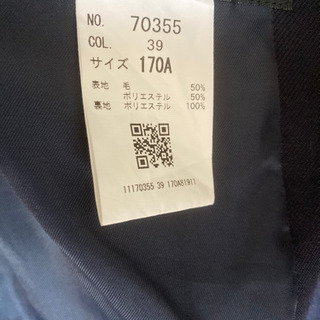 NO. 70355
COL. 39
サイズ 170A
表地 毛 50%
ポリエステル 50%
裏地 ポリエステル 100%
11170355 39 170A81911